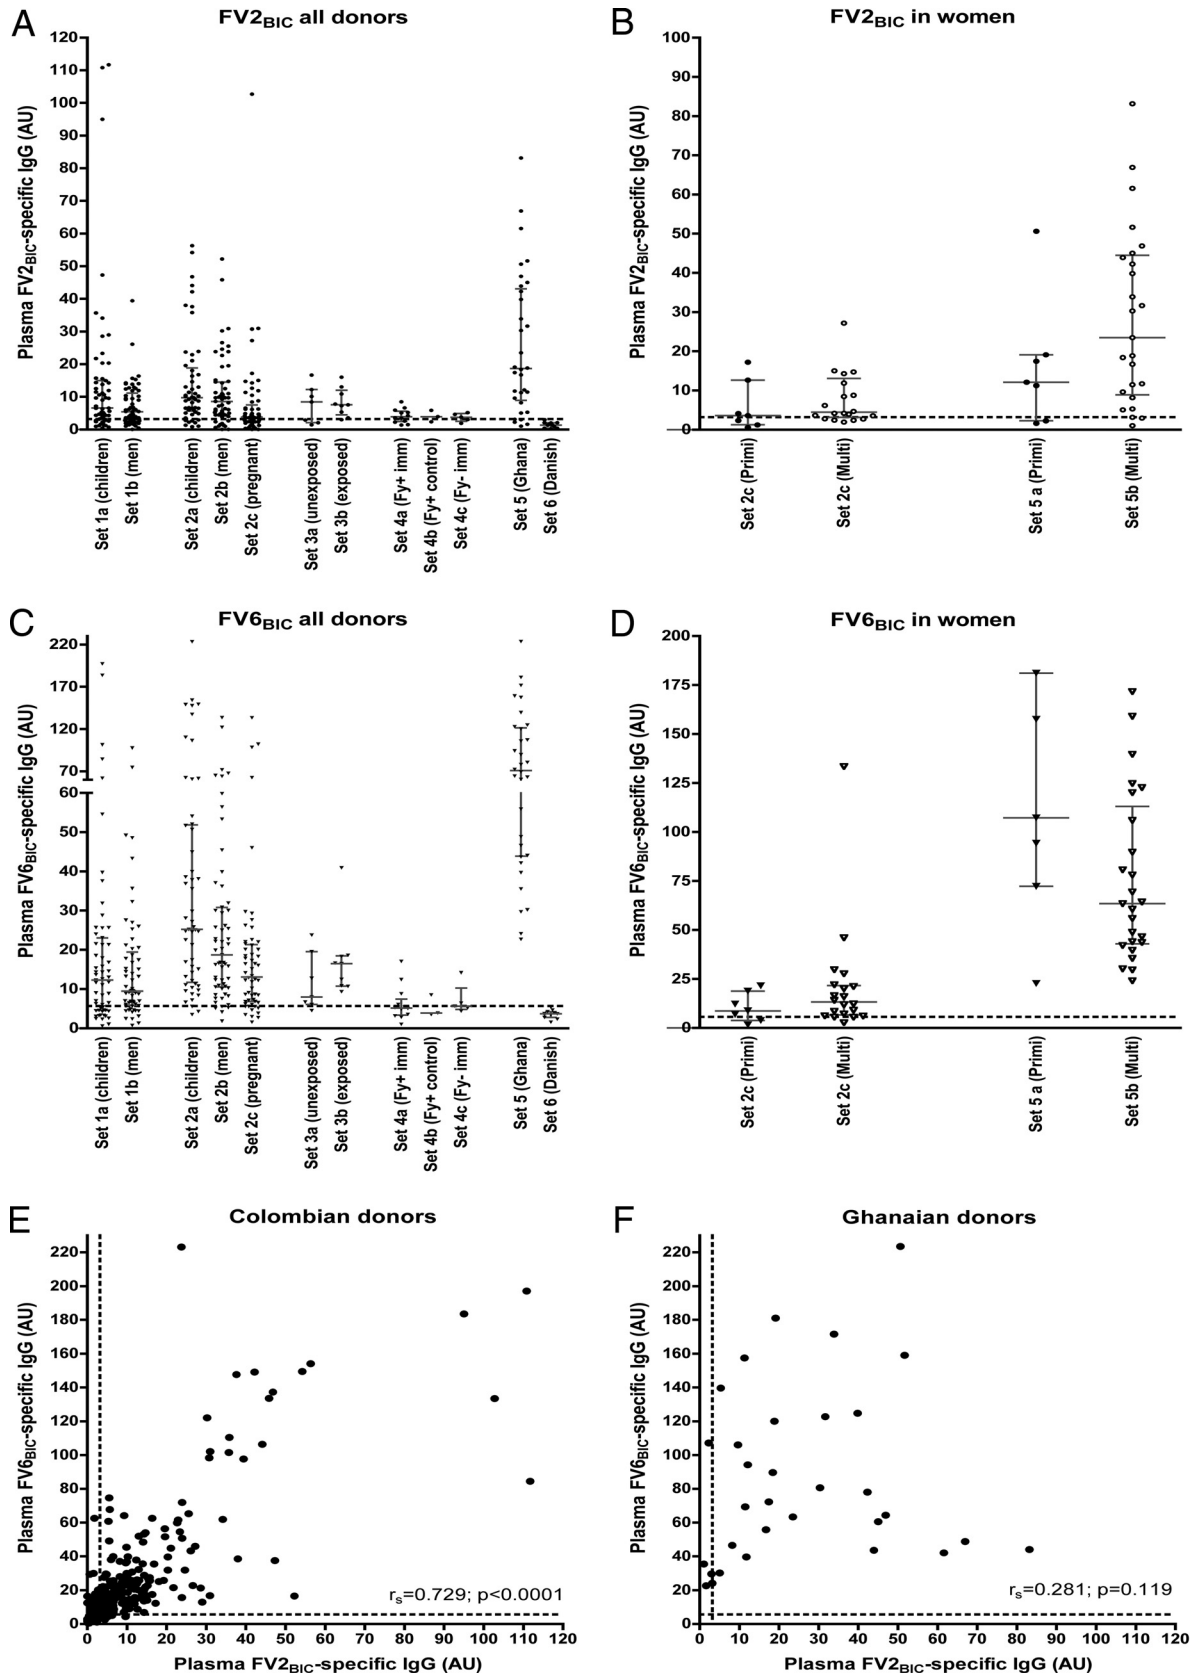 A
FV2BIC all donors
Plasma FV2BIC-specific IgG (AU)
120
110
100
90
80
70
60
50
40
30
20
10
0
Set 1a (children)
Set 1b (men)
Set 2a (children)
Set 2b (men)
Set 2c (pregnant)
Set 3a (unexposed)
Set 3b (exposed)
Set 4a (Fy+ imm)
Set 4b (Fy+ control)
Set 4c (Fy- imm)
Set 5 (Ghana)
Set 6 (Danish)
B
FV2BIC in women
Plasma FV2BIC-specific IgG (AU)
100
90
80
70
60
50
40
30
20
10
0
Set 2c (Primi)
Set 2c (Multi)
Set 5 a (Primi)
Set 5b (Multi)
C
FV6BIC all donors
Plasma FV6BIC-specific IgG (AU)
220
170
120
70
60
50
40
30
20
10
0
Set 1a (children)
Set 1b (men)
Set 2a (children)
Set 2b (men)
Set 2c (pregnant)
Set 3a (unexposed)
Set 3b (exposed)
Set 4a (Fy+ imm)
Set 4b (Fy+ control)
Set 4c (Fy- imm)
Set 5 (Ghana)
Set 6 (Danish)
D
FV6BIC in women
Plasma FV6BIC-specific IgG (AU)
200
175
150
125
100
75
50
25
0
Set 2c (Primi)
Set 2c (Multi)
Set 5 a (Primi)
Set 5b (Multi)
E
Colombian donors
Plasma FV6BIC-specific IgG (AU)
220
200
180
160
140
120
100
80
60
40
20
0
rs=0.729; p<0.0001
0 10 20 30 40 50 60 70 80 90 100 110 120
Plasma FV2BIC-specific IgG (AU)
F
Ghanaian donors
Plasma FV6BIC-specific IgG (AU)
220
200
180
160
140
120
100
80
60
40
20
0
rs=0.281; p=0.119
0 10 20 30 40 50 60 70 80 90 100 110 120
Plasma FV2BIC-specific IgG (AU)